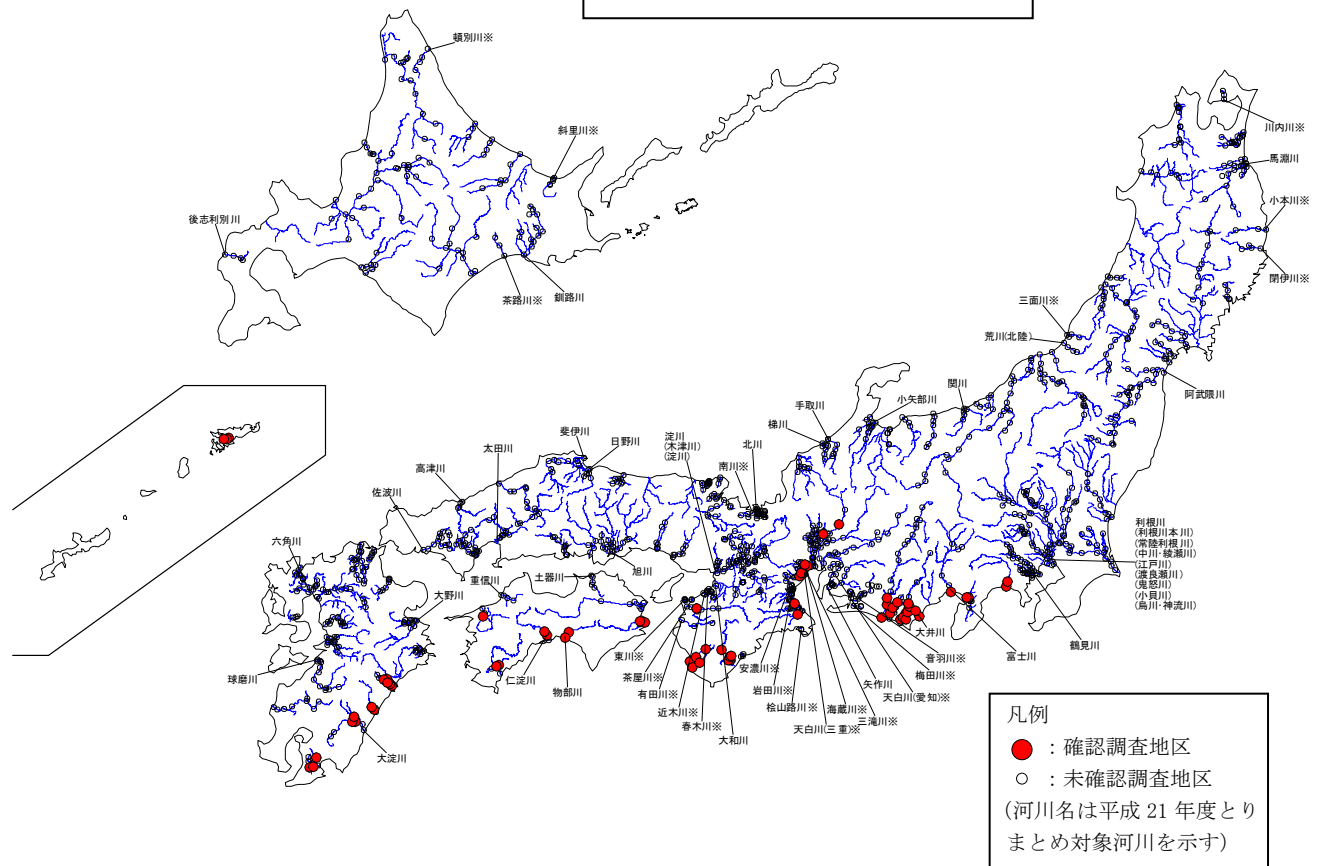 頓別川※
斜里川※
後志利別川
茶路川※
釧路川
川内川※
馬淵川
小本川※
閉伊川※
三面川※
荒川(北陸)
阿武隈川
関川
小矢部川
手取川
梯川
北川
南川※
淀川
(木津川)
(淀川)
日野川
斐伊川
太田川
高津川
佐波川
六角川
重信川
土器川
旭川
大野川
球磨川
大淀川
仁淀川
物部川
東川※
茶屋川※
有田川※
近木川※
春木川※
大和川
安濃川※
岩田川※
桧山路川※
天白川(三重)※
海蔵川※
三滝川※
矢作川
天白川(愛知)※
梅田川※
音羽川※
大井川
富士川
鶴見川
利根川
(利根川本川)
(常陸利根川)
(中川・綾瀬川)
(江戸川)
(渡良瀬川)
(鬼怒川)
(小貝川)
(烏川・神流川)
凡例
：確認調査地区
：未確認調査地区
(河川名は平成 21 年度とり
まとめ対象河川を示す)